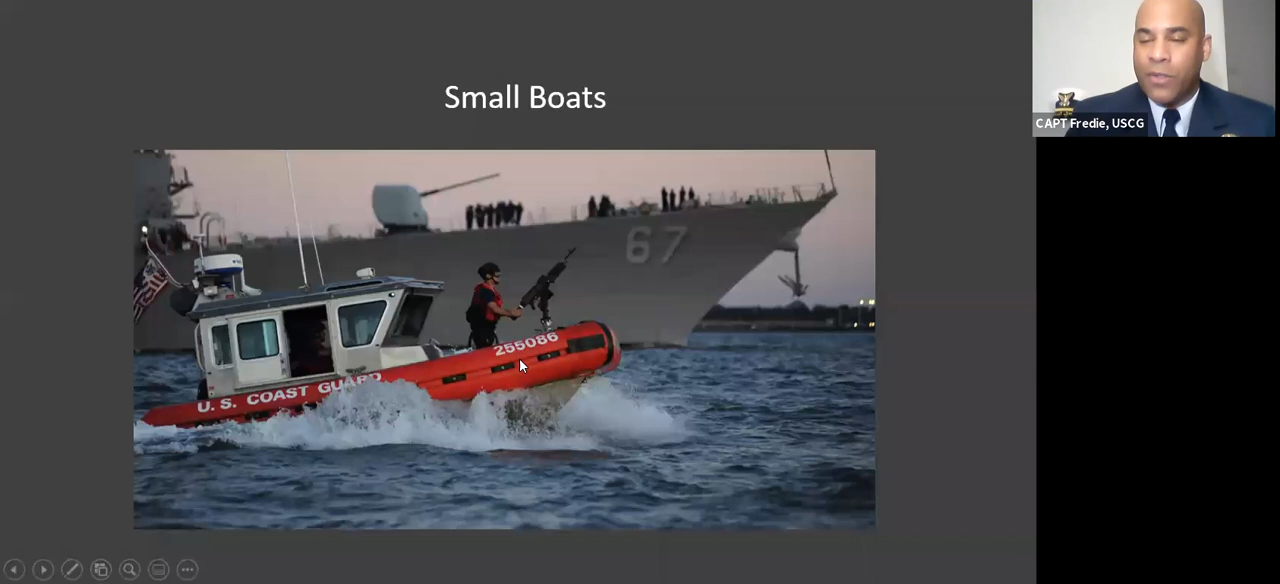 Small Boats
CAPT Fredie, USCG
67
255086
U. S. COAST GUARD